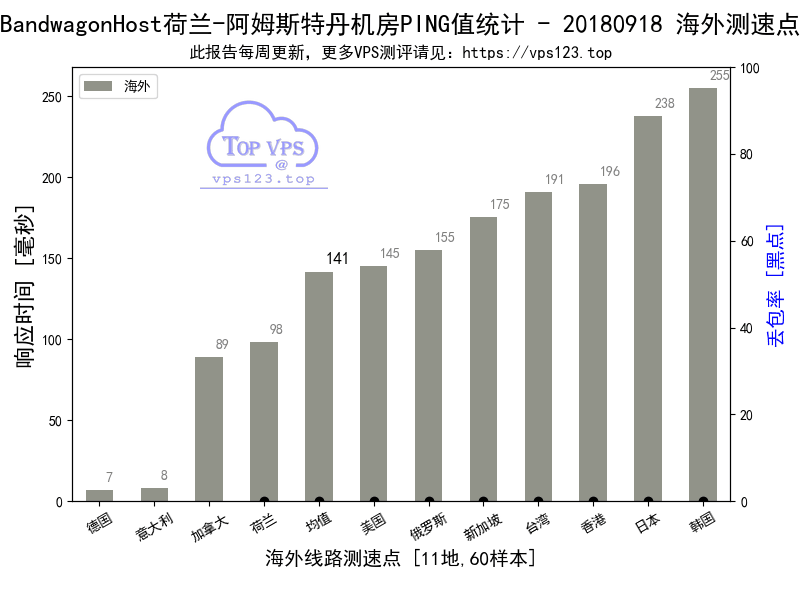 BandwagonHost荷兰-阿姆斯特丹机房PING值统计 - 20180918 海外测速点
此报告每周更新，更多VPS测评请见：https://vps123.top
海外
TOP VPS
@
vps123.top
响应时间 [毫秒]
250
200
150
100
50
0
7
8
89
98
141
145
155
175
191
196
238
255
100
80
60
40
20
0
丢包率 [黑点]
德国
意大利
加拿大
荷兰
均值
美国
俄罗斯
新加坡
台湾
香港
日本
韩国
海外线路测速点 [11地,60样本]